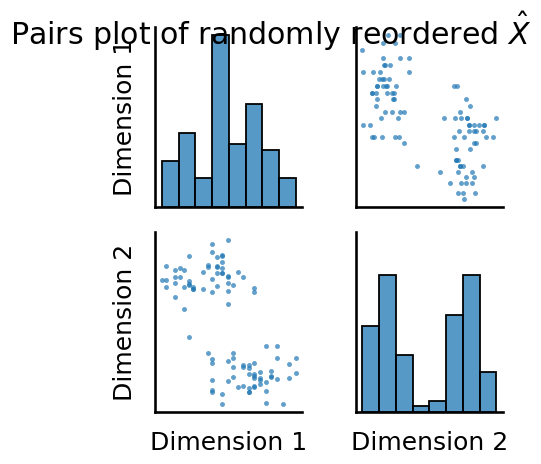 Pairs plot of randomly reordered X̂
Dimension 1
Dimension 2
Dimension 1
Dimension 2